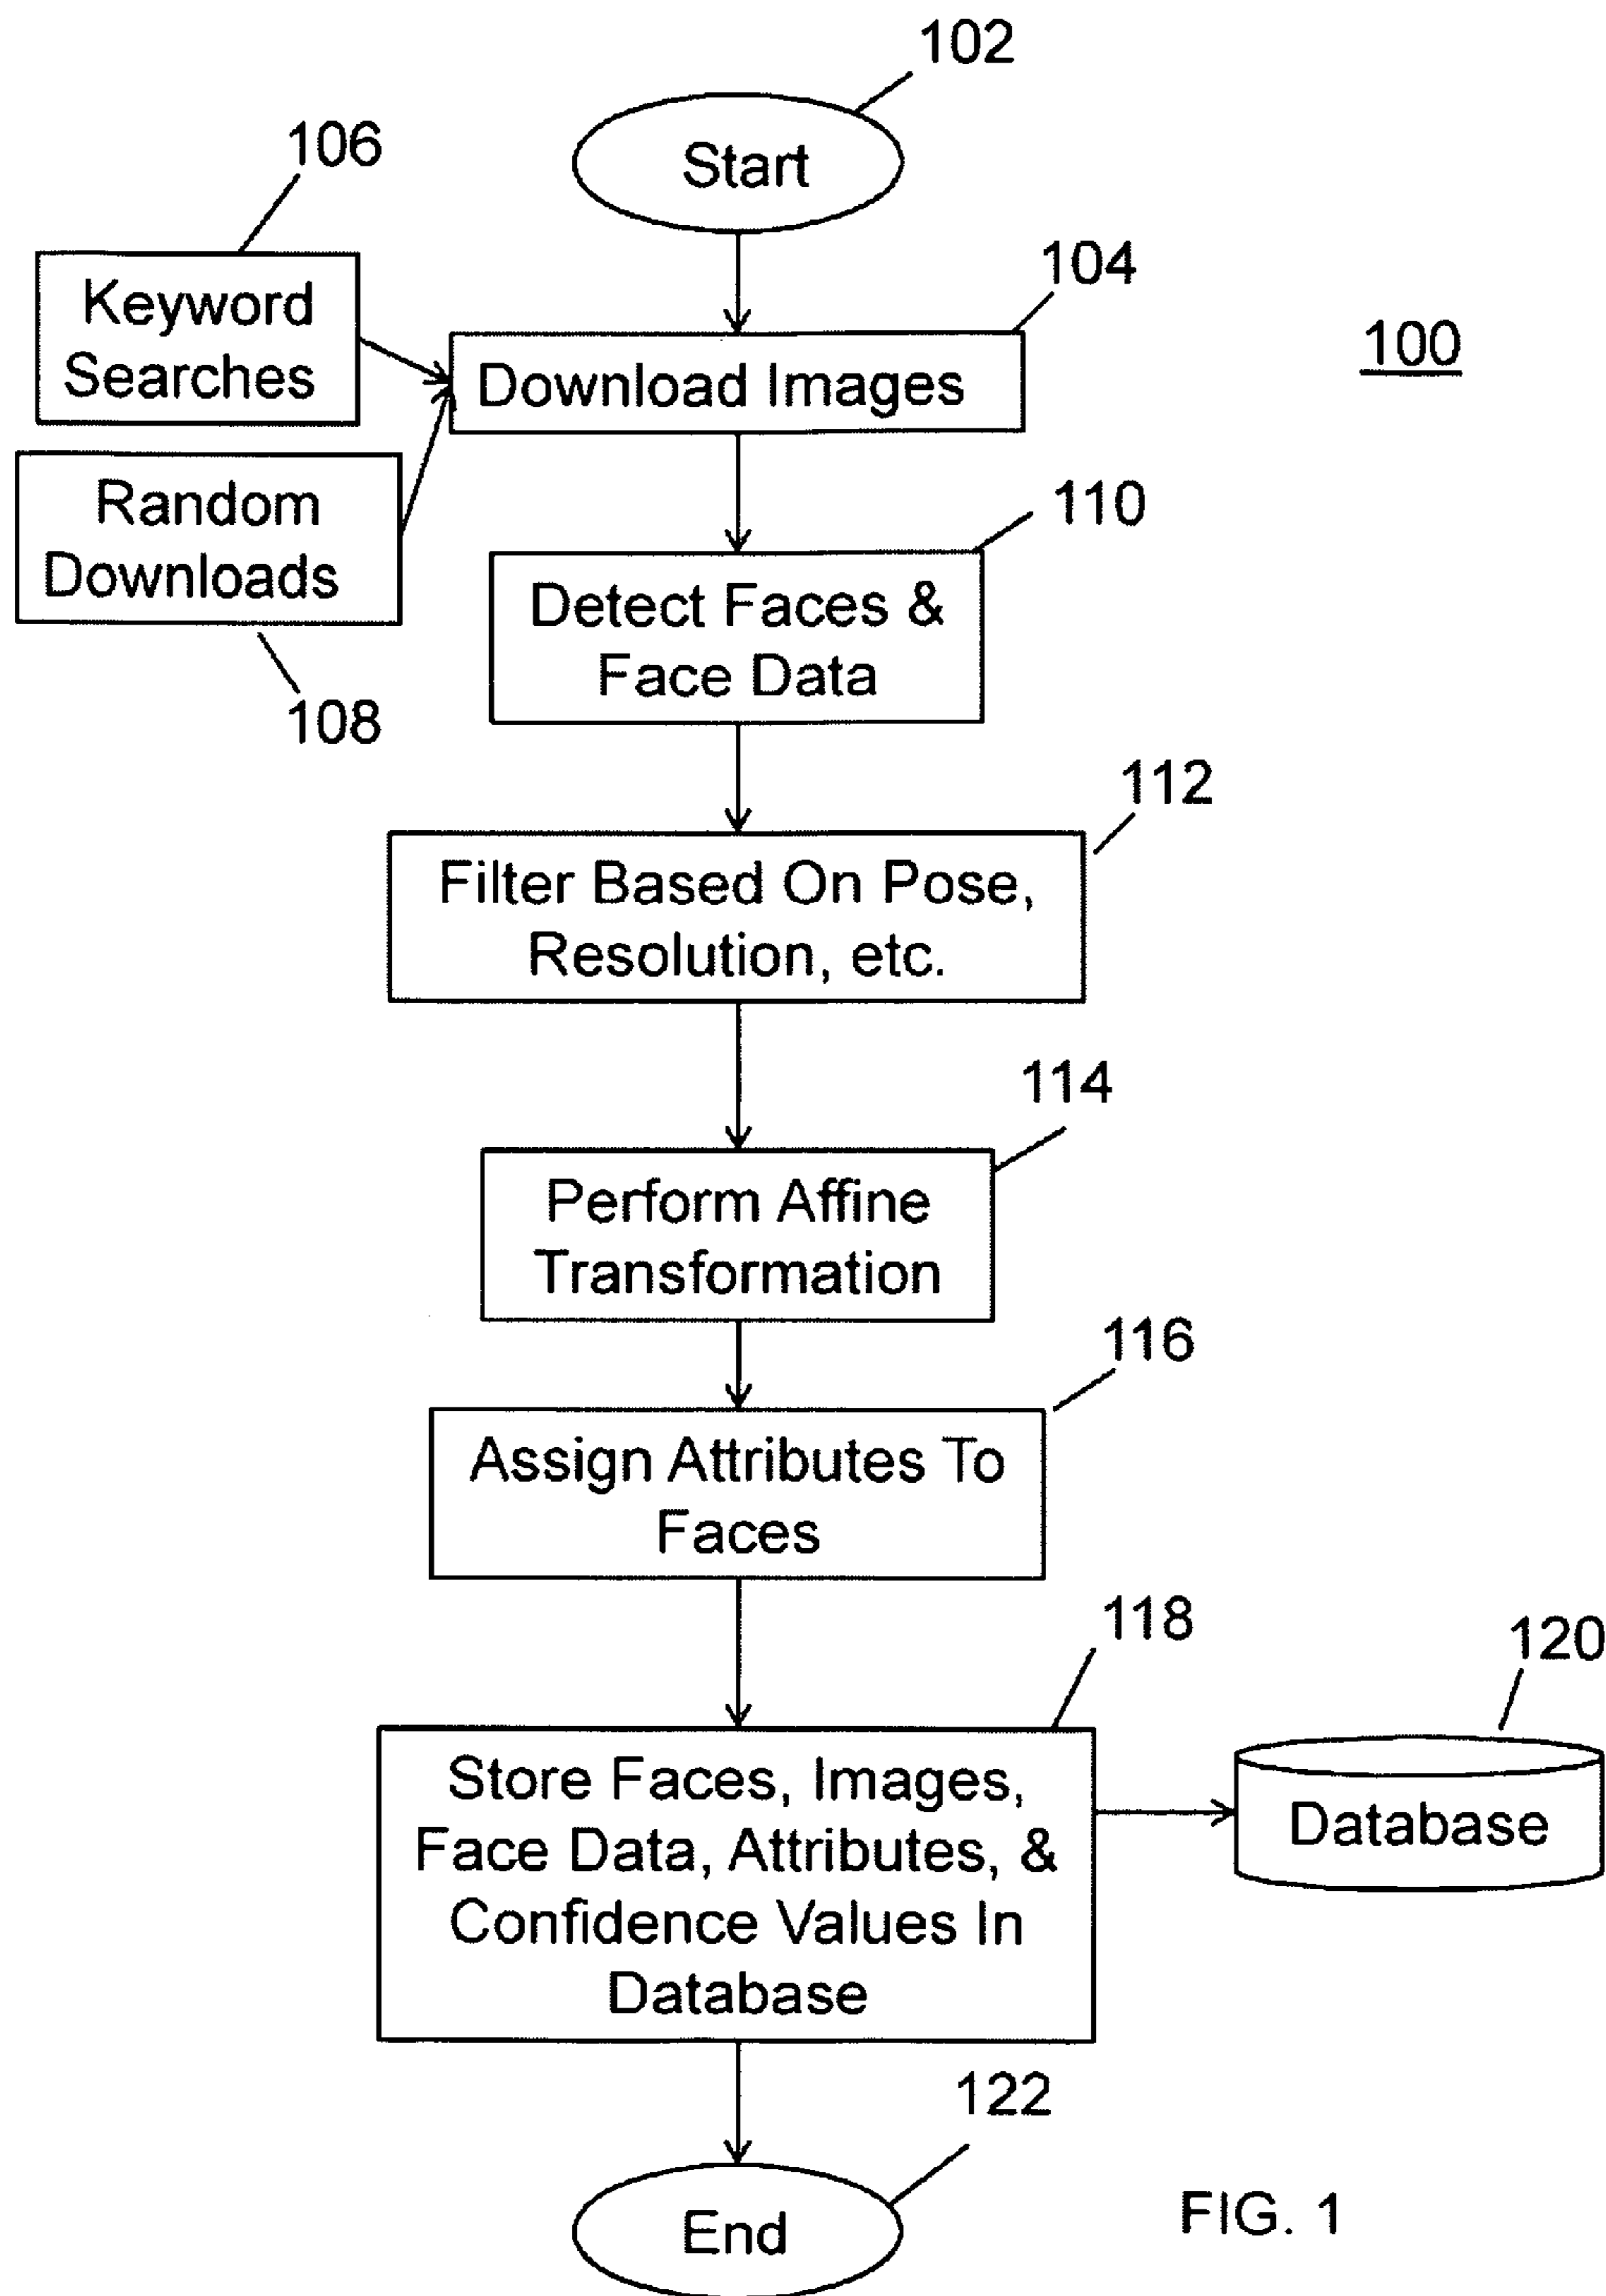 102
Start
106
Keyword
Searches
104
Download Images
100
Random
Downloads
108
110
Detect Faces &
Face Data
112
Filter Based On Pose,
Resolution, etc.
114
Perform Affine
Transformation
116
Assign Attributes To
Faces
118
Store Faces, Images,
Face Data, Attributes, &
Confidence Values In
Database
120
Database
122
End
FIG. 1